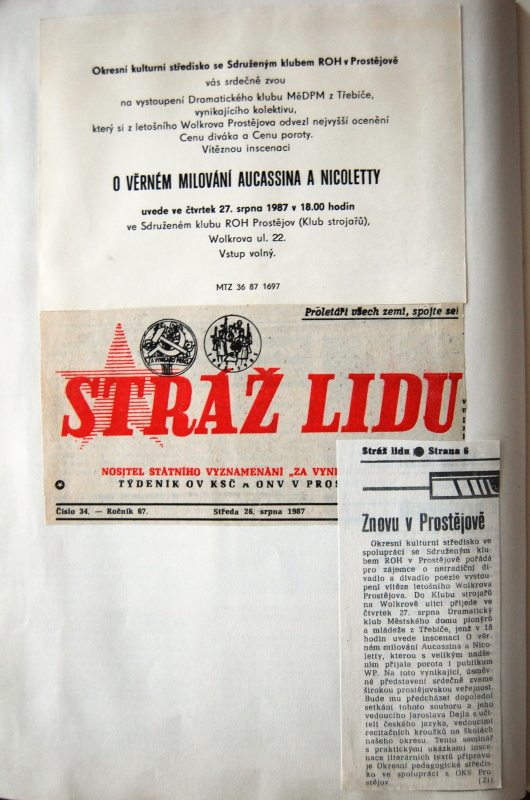 Okresní kulturní středisko se Sdruženým klubem ROH v Prostějově
vás srdečně zvou
na vystoupení Dramatického klubu MěDPM z Třebíče,
vynikajícího kolektivu,
který si z letošního Wolkrova Prostějova odvezl nejvyšší ocenění
Cenu diváka a Cenu poroty.
Vítěznou inscenaci
O VĚRNÉM MILOVÁNÍ AUCASSINA A NICOLETTY
uvede ve čtvrtek 27. srpna 1987 v 18.00 hodin
ve Sdruženém klubu ROH Prostějov (Klub strojařů),
Wolkrova ul. 22.
Vstup volný.
MTZ 36 87 1697
Proletáři všech zemí, spojte se!
STRÁŽ LIDU
NOSITEL STÁTNÍHO VYZNAMENÁNÍ „ZA VYNI
TÝDENÍK OV KSČ A ONV V PROS
Číslo 34. — Ročník 67. Středa 26. srpna 1987
Stráž lidu Strana 6
Znovu v Prostějově
Okresní kulturní středisko ve
spolupráci se Sdruženým klu-
bem ROH v Prostějově pořádá
pro zájemce o netradiční di-
vadlo a divadlo poezie vystou-
pení vítěze letošního Wolkrova
Prostějova. Do Klubu strojařů
na Wolkrově ulici přijede ve
čtvrtek 27. srpna Dramatický
klub Městského domu pionýrů
a mládeže z Třebíče, jenž v 18
hodin uvede inscenaci O věr-
ném milování Aucassina a Nico-
letty, kterou s velikým nadše-
ním přijala porota i publikum
WP. Na toto vynikající, úsměv-
né představení srdečně zveme
širokou prostějovskou veřejnost.
Bude mu předcházet dopolední
setkání tohoto souboru a jeho
vedoucího Jaroslava Dejla s uči-
teli českého jazyka, vedoucími
recitačních kroužků na školách
našeho okresu. Tento seminář
s praktickými ukázkami insce-
nace literárních textů připravu-
je Okresní pedagogické středis-
ko ve spolupráci s OKS Pro-
stějov. (Zi)